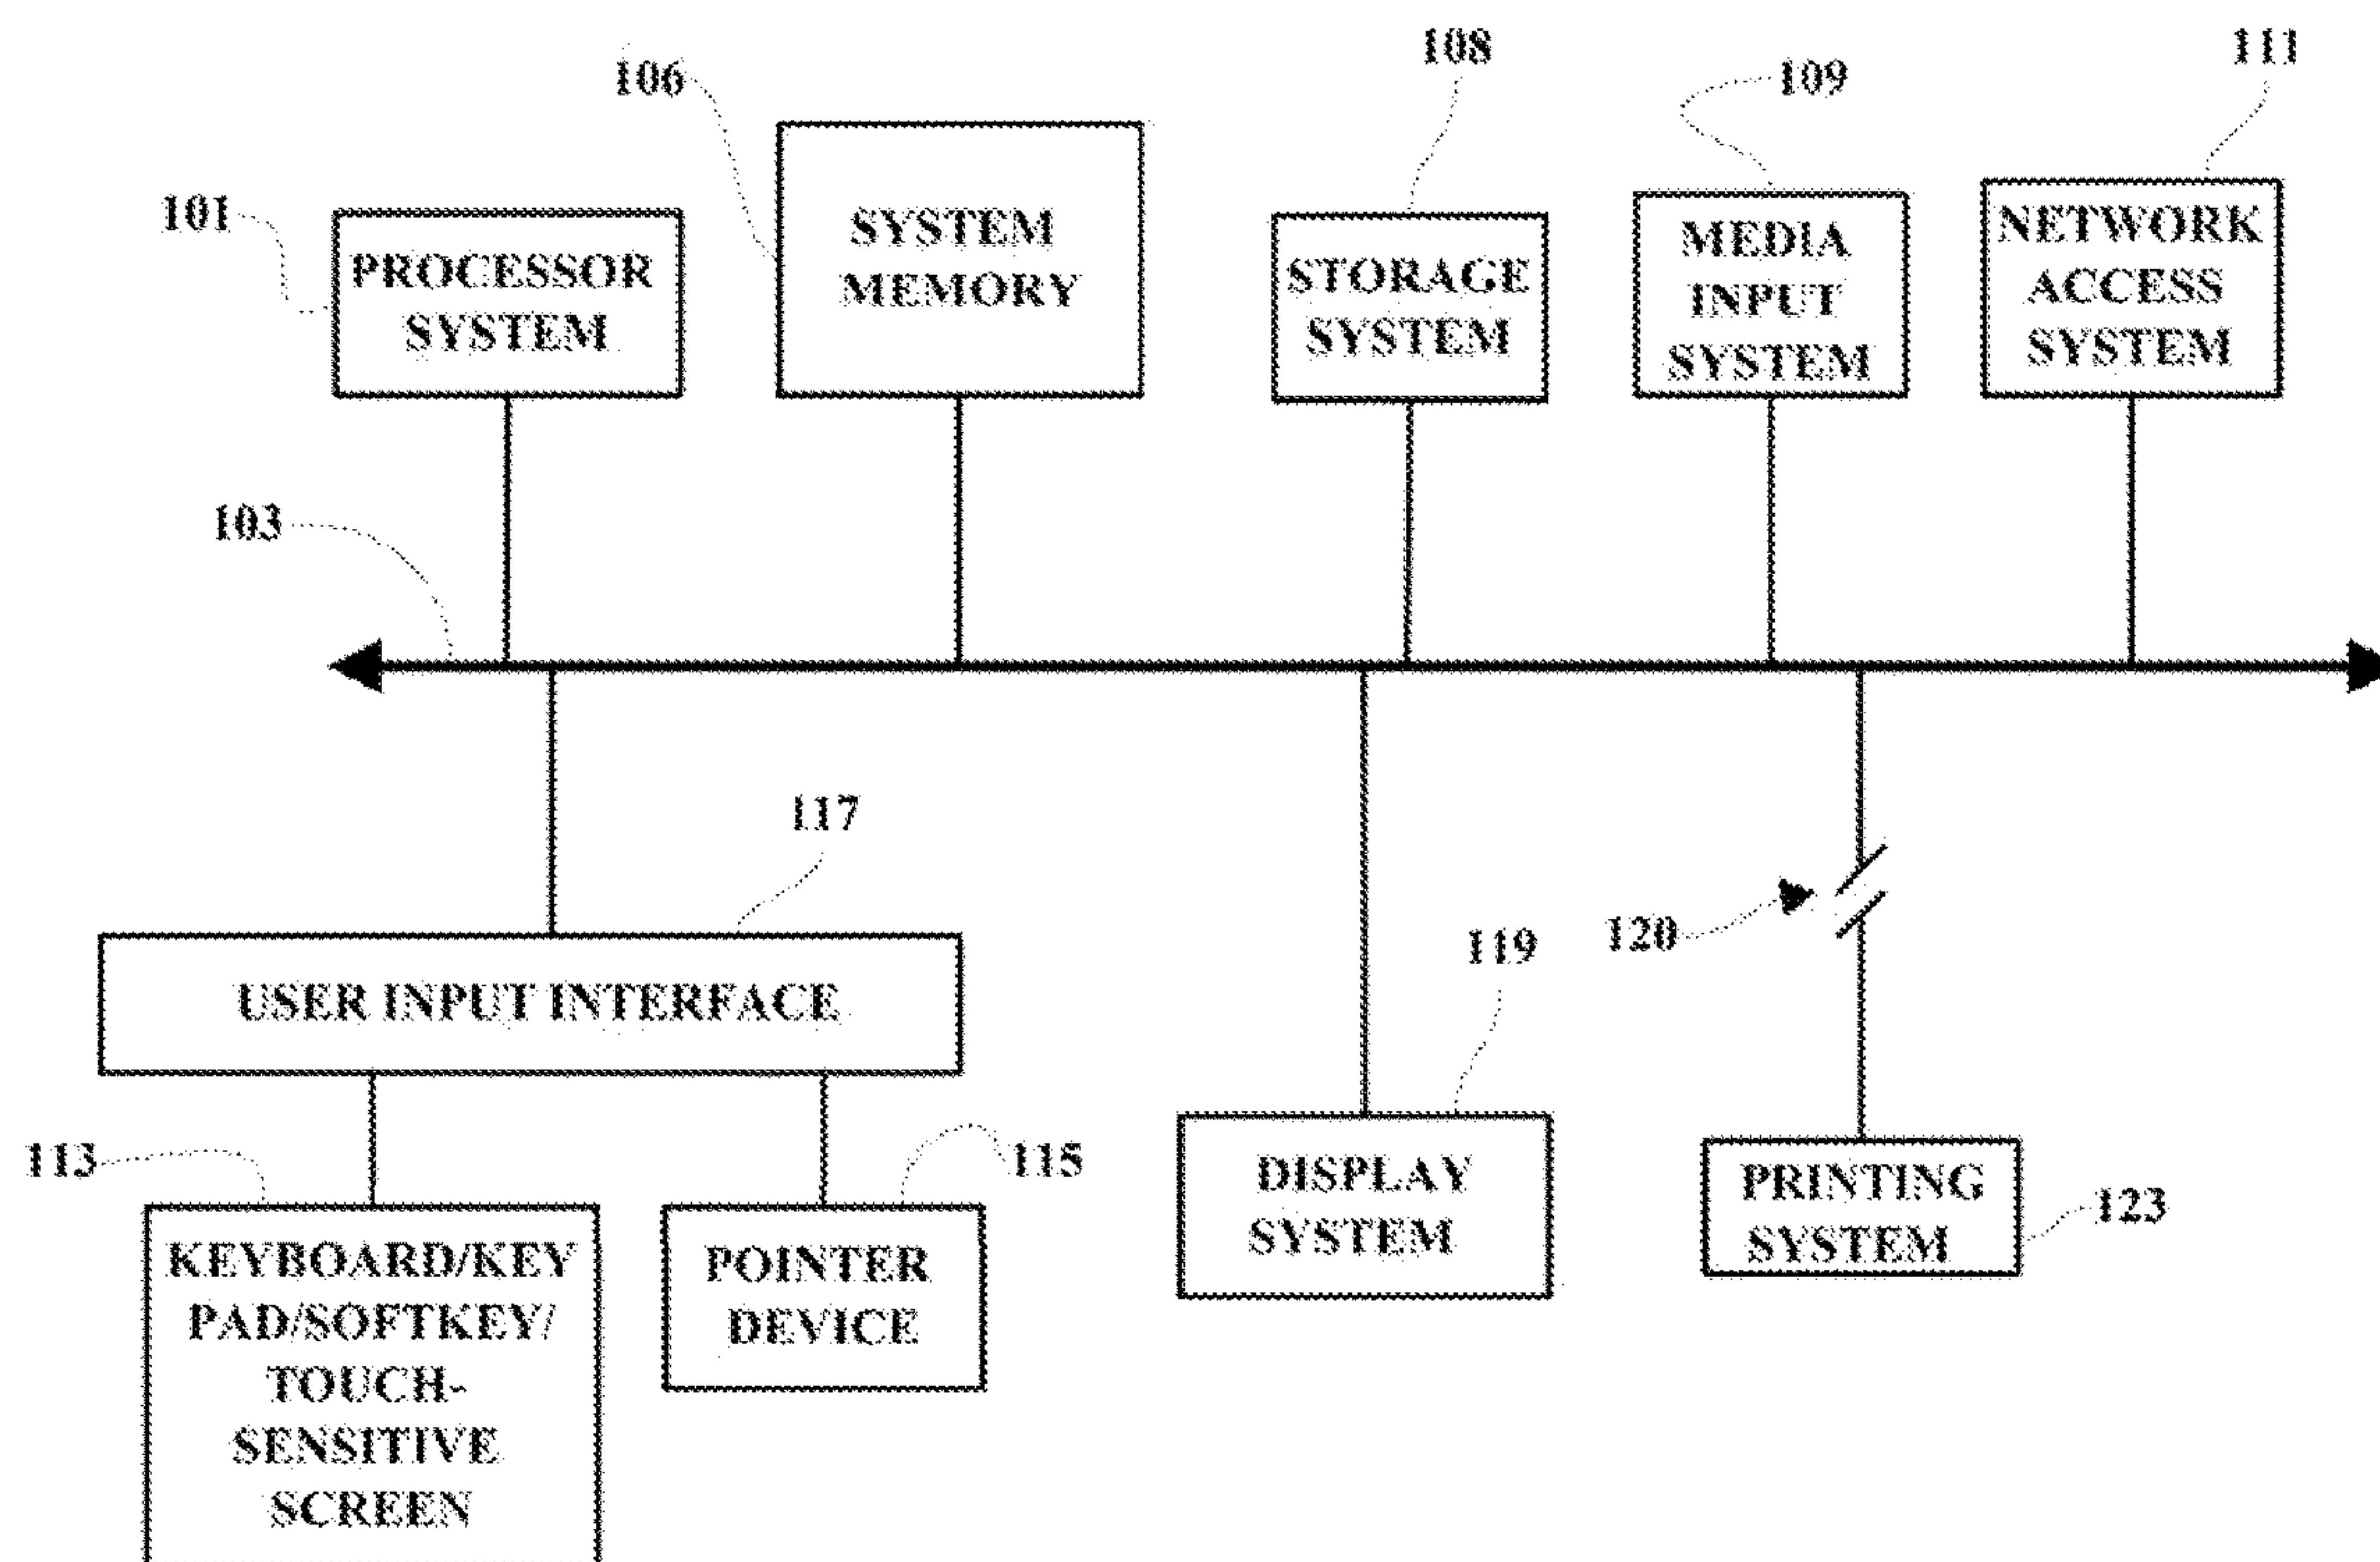 108
111
106
109
101
PROCESSOR
SYSTEM
SYSTEM
MEMORY
STORAGE
SYSTEM
MEDIA
INPUT
SYSTEM
NETWORK
ACCESS
SYSTEM
103
117
120
119
USER INPUT INTERFACE
113
115
KEYBOARD/KEY
PAD/SOFTKEY/
TOUCH-
SENSITIVE
SCREEN
POINTER
DEVICE
DISPLAY
SYSTEM
PRINTING
SYSTEM
123